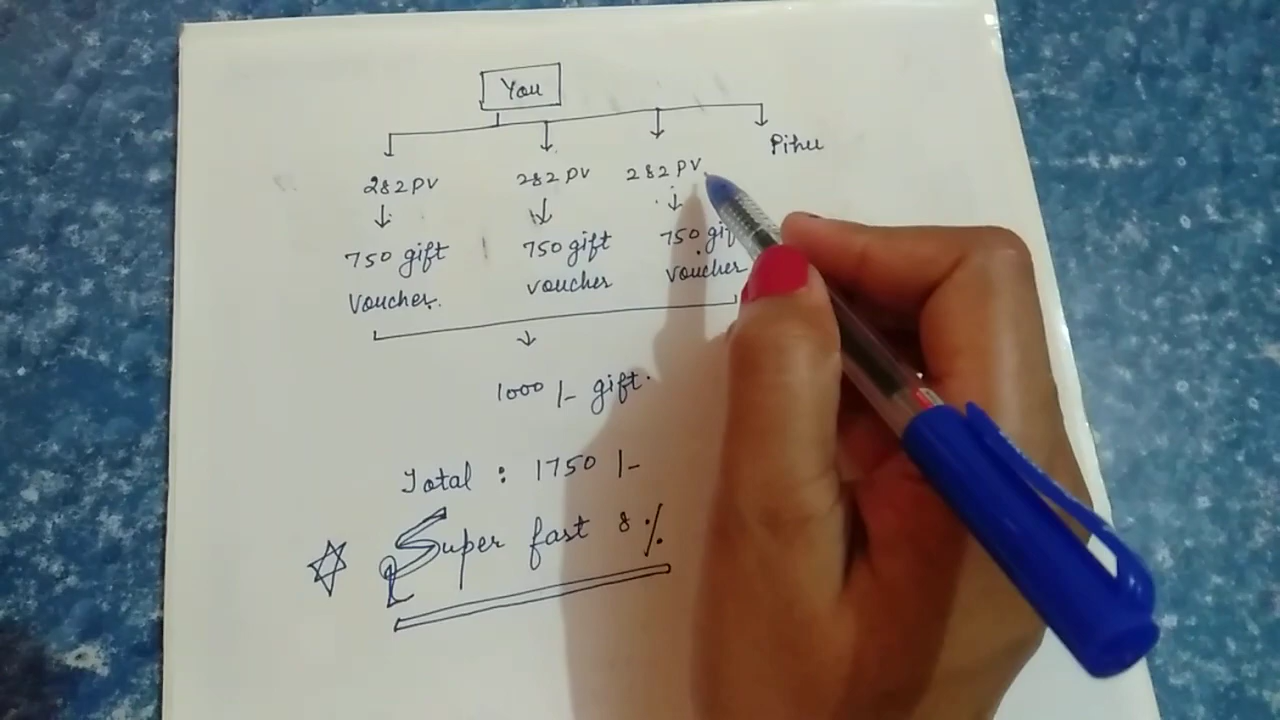 You
Pihu
282 PV 282 PV 282 PV
750 gift 750 gift 750 gif
voucher. voucher voucher
1000/- gift.
Total : 1750/-
Super fast 8%